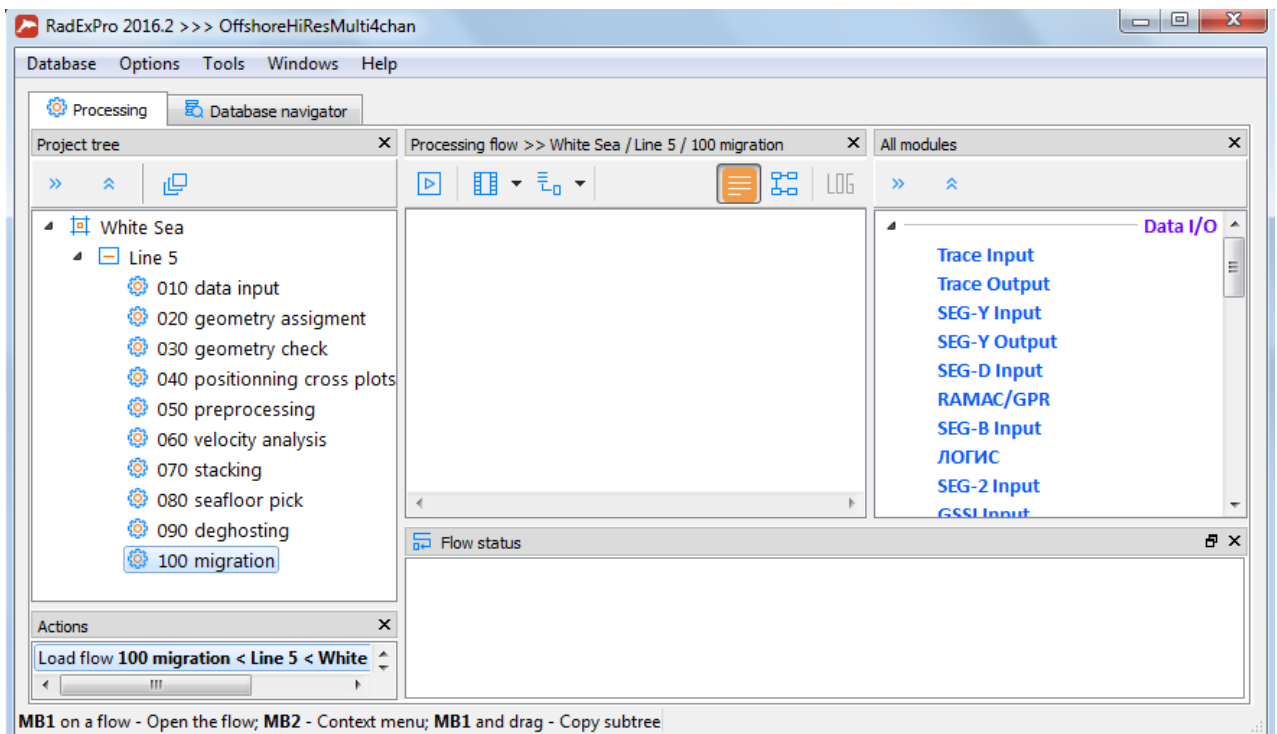 RadExPro 2016.2 >>> OffshoreHiResMulti4chan
Database Options Tools Windows Help
Processing Database navigator
Project tree
Processing flow >> White Sea / Line 5 / 100 migration
All modules
LOG
White Sea
Line 5
010 data input
020 geometry assigment
030 geometry check
040 positionning cross plots
050 preprocessing
060 velocity analysis
070 stacking
080 seafloor pick
090 deghosting
100 migration
Data I/O
Trace Input
Trace Output
SEG-Y Input
SEG-Y Output
SEG-D Input
RAMAC/GPR
SEG-B Input
ЛОГИС
SEG-2 Input
GSSI Input
Flow status
Actions
Load flow 100 migration < Line 5 < White
MB1 on a flow - Open the flow; MB2 - Context menu; MB1 and drag - Copy subtree